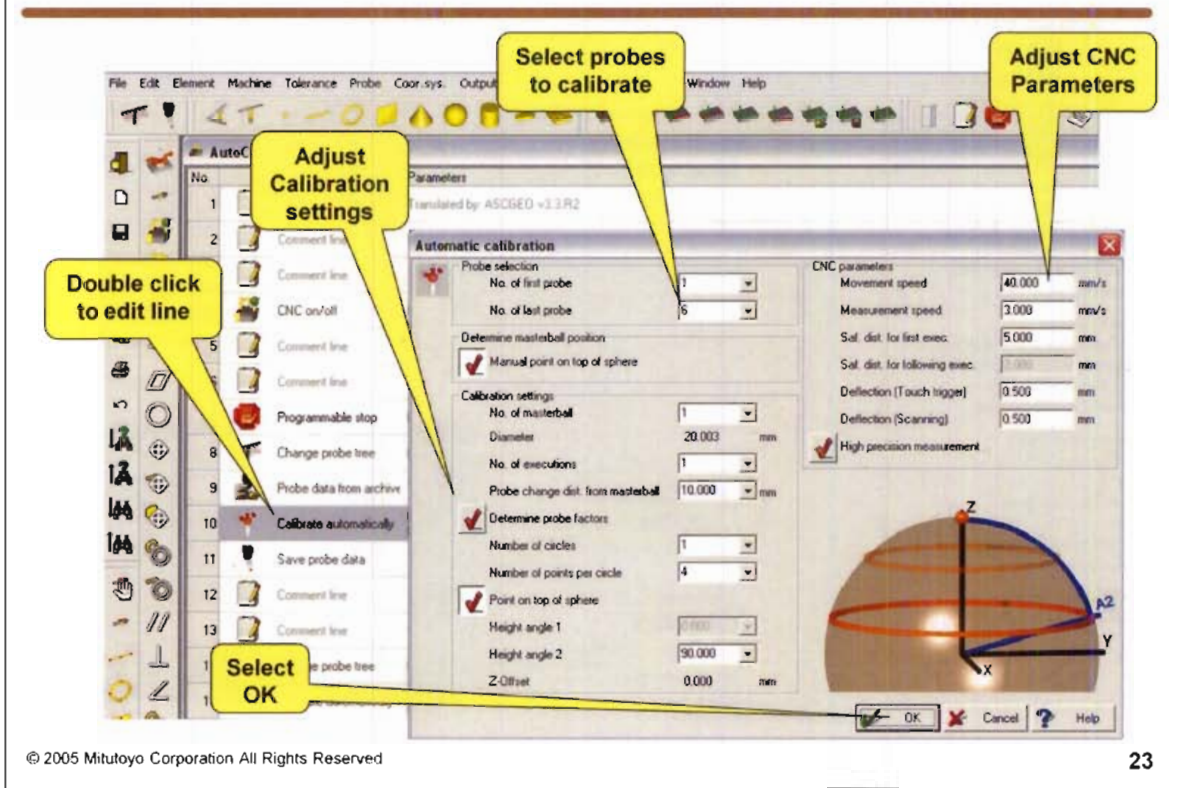 Select probes
to calibrate
Adjust CNC
Parameters
File Edit Element Machine Tolerance Probe Coor.sys. Output Window Help
Adjust
Calibration
settings
AutoC
No. Parameters
1 Translated by: ASCGEO v3.3.R2
2 Comment line
Double click
to edit line
Comment line
CNC on/off
5 Comment line
Comment line
Programmable stop
8 Change probe tree
9 Probe data from archive
10 Calibrate automatically
11 Save probe data
12 Comment line
13 Comment line
probe tree
Select
OK
Automatic calibration
Probe selection
No. of first probe 1
No. of last probe 6
Determine masterball position
Manual point on top of sphere
Calibration settings
No. of masterball 1
Diameter 20.003 mm
No. of executions 1
Probe change dist. from masterball 10.000 mm
Determine probe factors
Number of circles 1
Number of points per circle 4
Point on top of sphere
Height angle 1
Height angle 2 90.000
Z-Offset 0.000 mm
CNC parameters
Movement speed 40.000 mm/s
Measurement speed 3.000 mm/s
Saf. dist. for first exec. 5.000 mm
Saf. dist. for following exec. mm
Deflection (Touch trigger) 0.500 mm
Deflection (Scanning) 0.500 mm
High precision measurement
Z
A2
Y
X
OK Cancel Help
© 2005 Mitutoyo Corporation All Rights Reserved
23